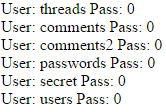 User: threads Pass: 0
User: comments Pass: 0
User: comments2 Pass: 0
User: passwords Pass: 0
User: secret Pass: 0
User: users Pass: 0